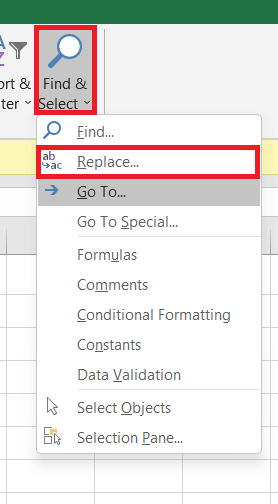 Z
rt &
ter
Find &
Select
Find...
ab
ac
Replace...
Go To...
Go To Special...
Formulas
Comments
Conditional Formatting
Constants
Data Validation
Select Objects
Selection Pane...